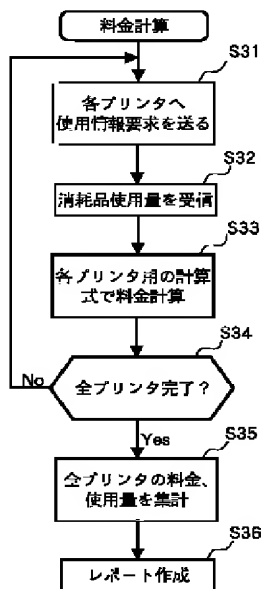 料金計算
S31
各プリンタへ
使用情報要求を送る
S32
消耗品使用量を受信
S33
各プリンタ用の計算
式で料金計算
S34
全プリンタ完了？
No
Yes
S35
全プリンタの料金、
使用量を集計
S36
レポート作成